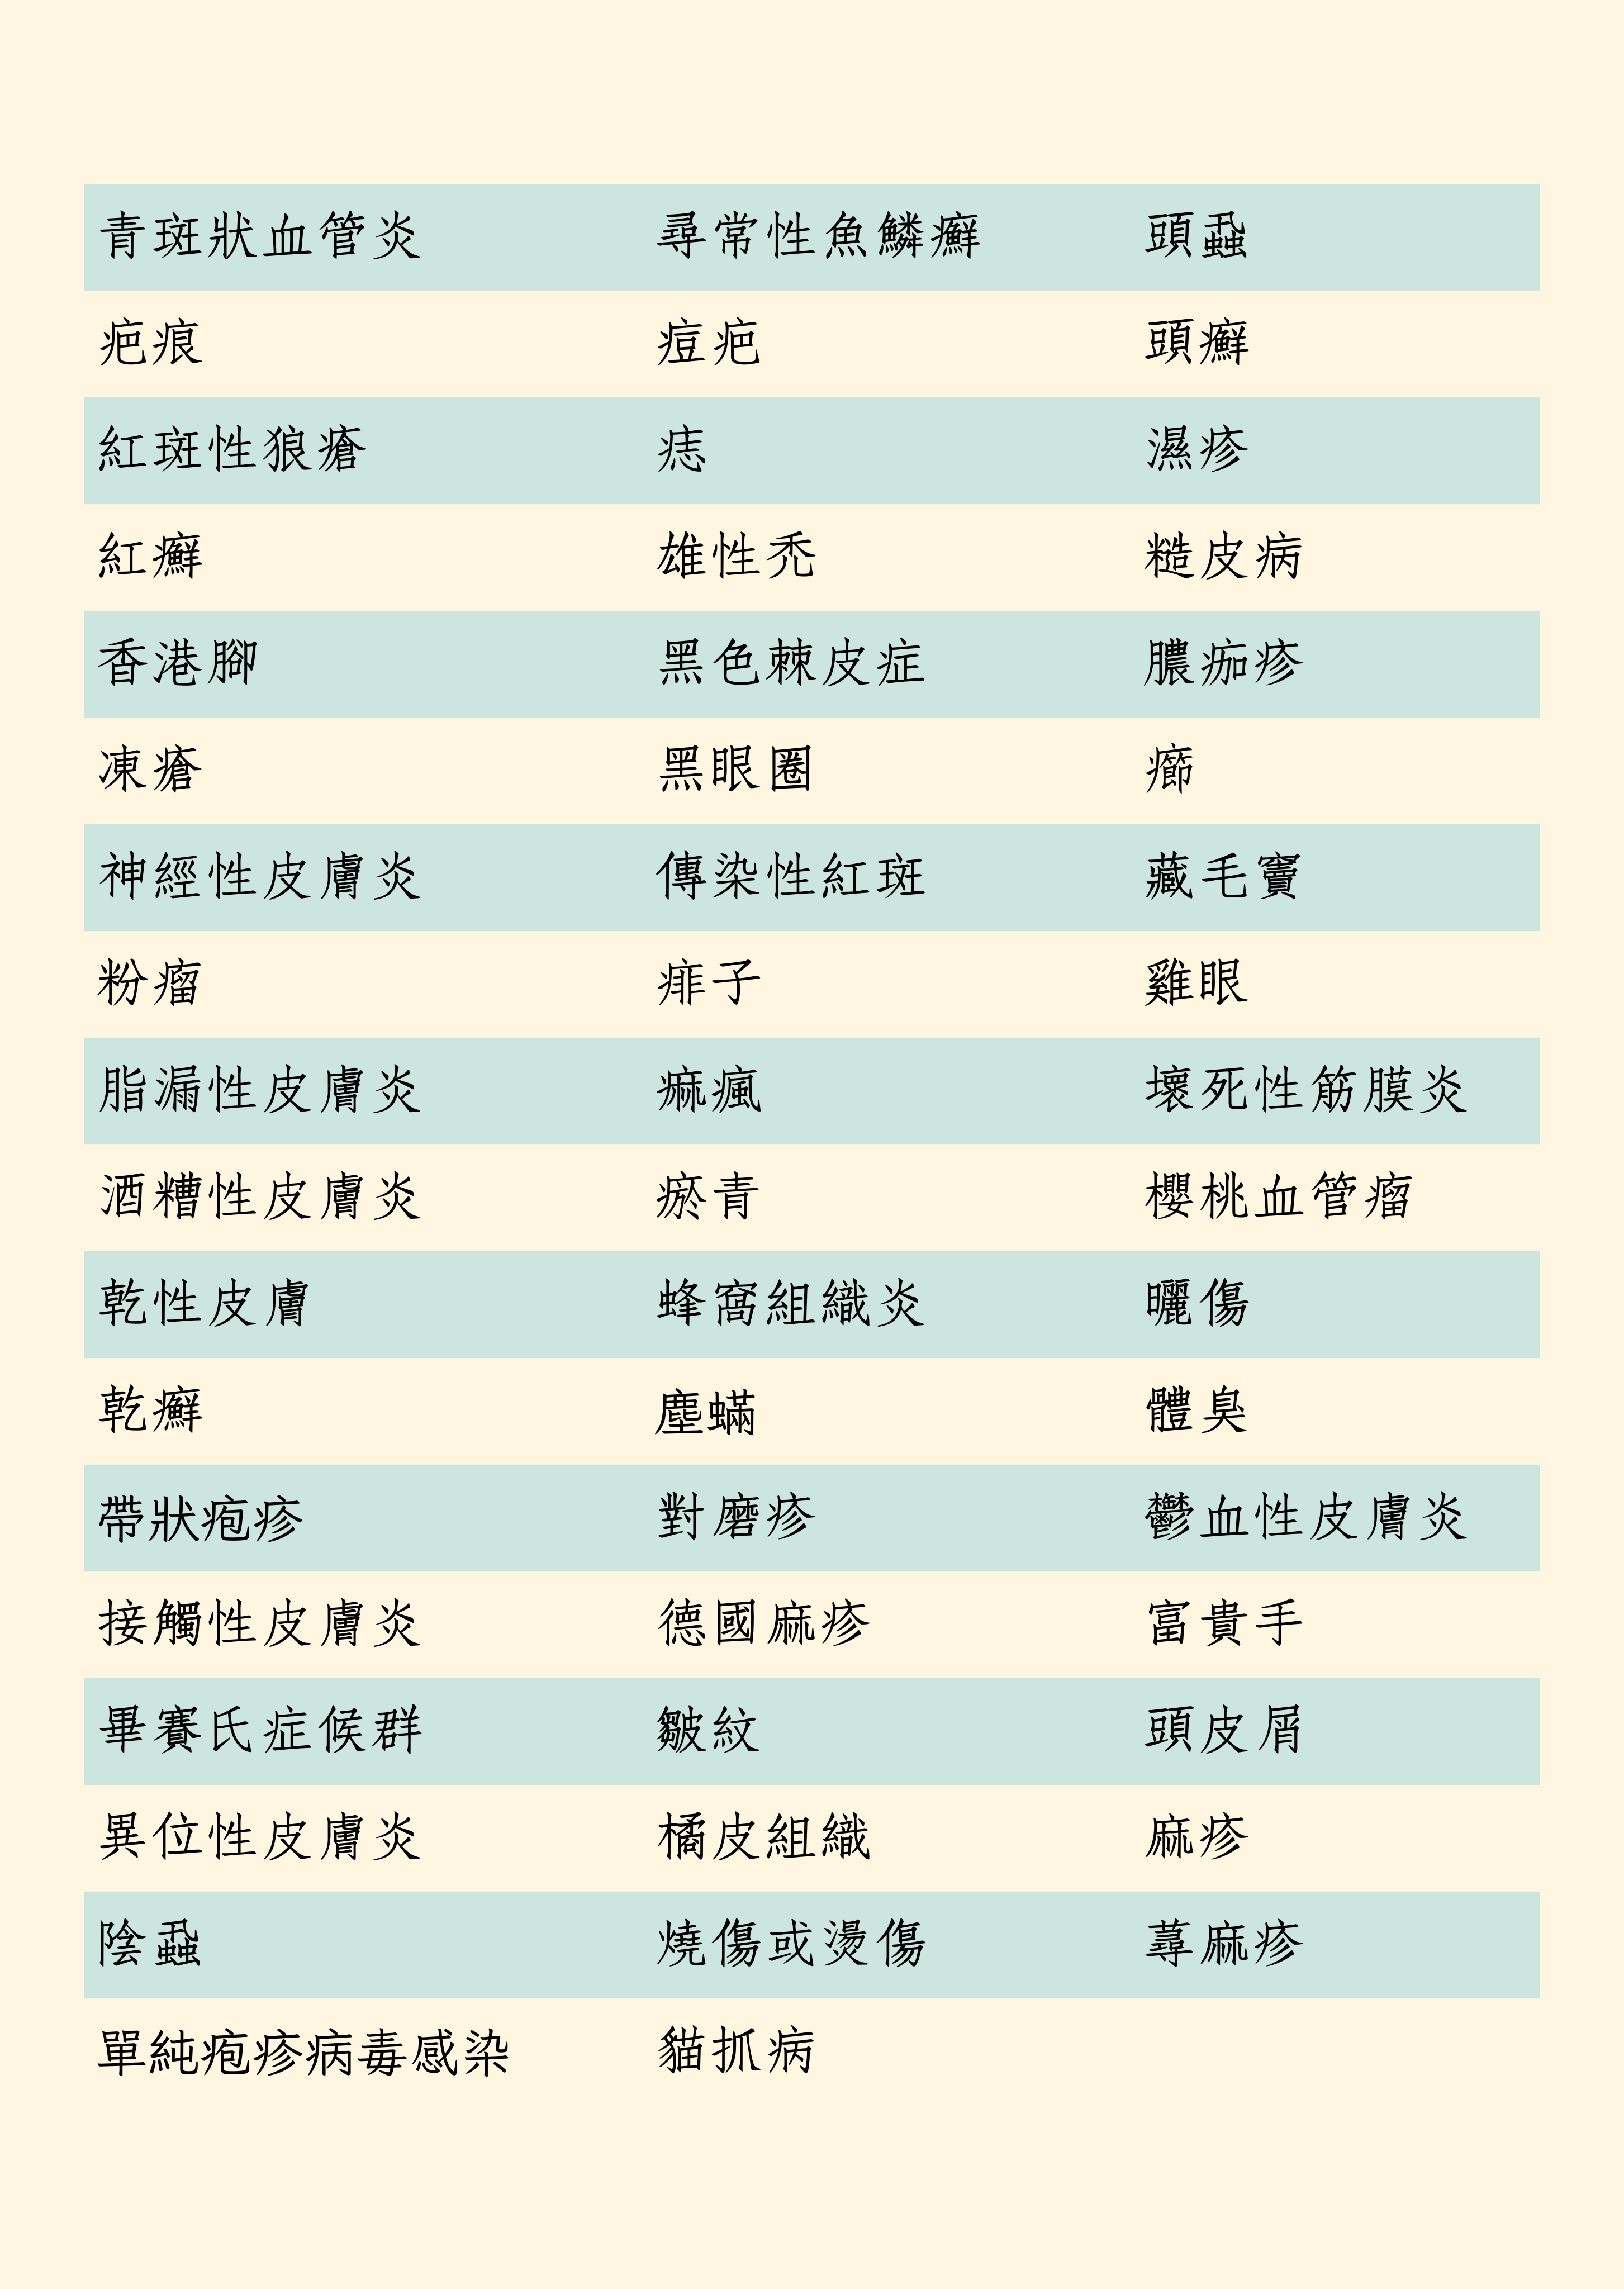 青斑狀血管炎 尋常性魚鱗癬 頭蝨
疤痕 痘疤 頭癬
紅斑性狼瘡 痣 濕疹
紅癬 雄性禿 糙皮病
香港腳 黑色棘皮症 膿痂疹
凍瘡 黑眼圈 癤
神經性皮膚炎 傳染性紅斑 藏毛竇
粉瘤 痱子 雞眼
脂漏性皮膚炎 痲瘋 壞死性筋膜炎
酒糟性皮膚炎 瘀青 櫻桃血管瘤
乾性皮膚 蜂窩組織炎 曬傷
乾癬 塵蟎 體臭
帶狀疱疹 對磨疹 鬱血性皮膚炎
接觸性皮膚炎 德國麻疹 富貴手
畢賽氏症候群 皺紋 頭皮屑
異位性皮膚炎 橘皮組織 麻疹
陰蝨 燒傷或燙傷 蕁麻疹
單純疱疹病毒感染 貓抓病